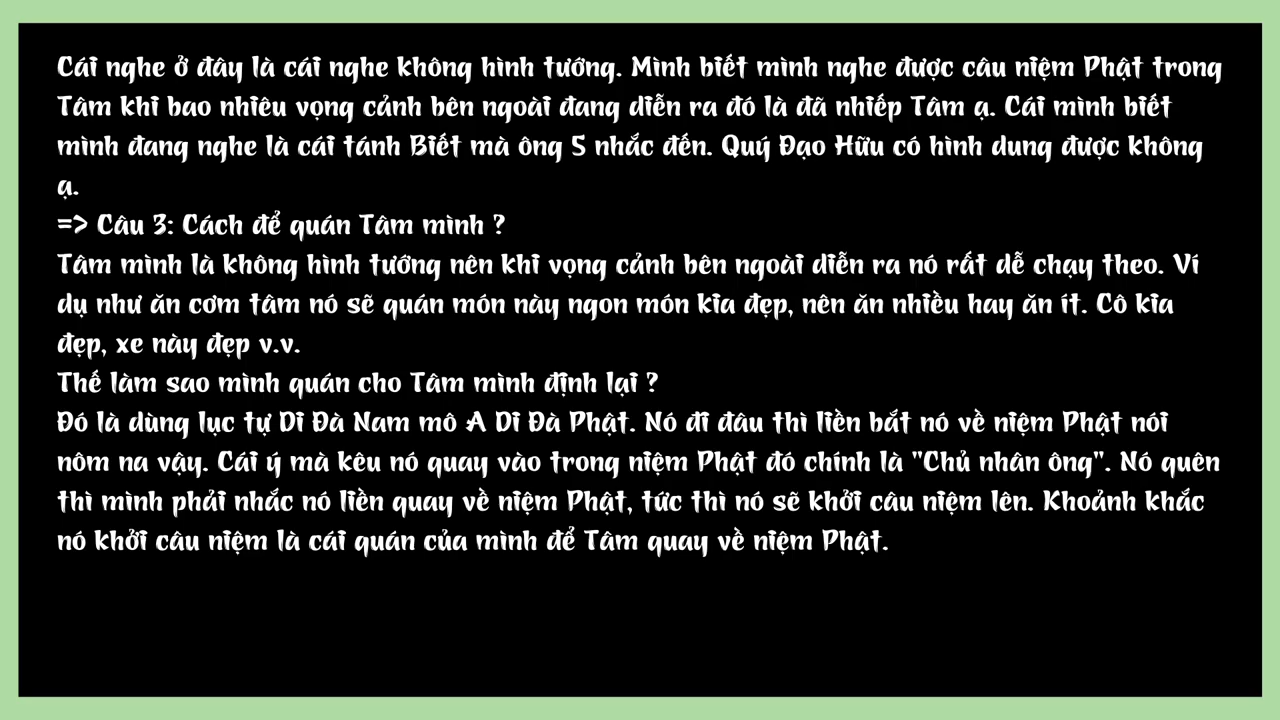 Cái nghe ở đây là cái nghe không hình tướng. Mình biết mình nghe được câu niệm Phật trong
Tâm khi bao nhiêu vọng cảnh bên ngoài đang diễn ra đó là đã nhiếp Tâm ạ. Cái mình biết
mình đang nghe là cái tánh Biết mà ông 5 nhắc đến. Quý Đạo Hữu có hình dung được không
ạ.
=> Câu 3: Cách để quán Tâm mình ?
Tâm mình là không hình tướng nên khi vọng cảnh bên ngoài diễn ra nó rất dễ chạy theo. Ví
dụ như ăn cơm tâm nó sẽ quán món này ngon món kia đẹp, nên ăn nhiều hay ăn ít. Cô kia
đẹp, xe này đẹp v.v.
Thế làm sao mình quán cho Tâm mình định lại ?
Đó là dùng lục tự Di Đà Nam mô A Di Đà Phật. Nó đi đâu thì liền bắt nó về niệm Phật nói
nôm na vậy. Cái ý mà kêu nó quay vào trong niệm Phật đó chính là "Chủ nhân ông". Nó quên
thì mình phải nhắc nó liền quay về niệm Phật, tức thì nó sẽ khởi câu niệm lên. Khoảnh khắc
nó khởi câu niệm là cái quán của mình để Tâm quay về niệm Phật.